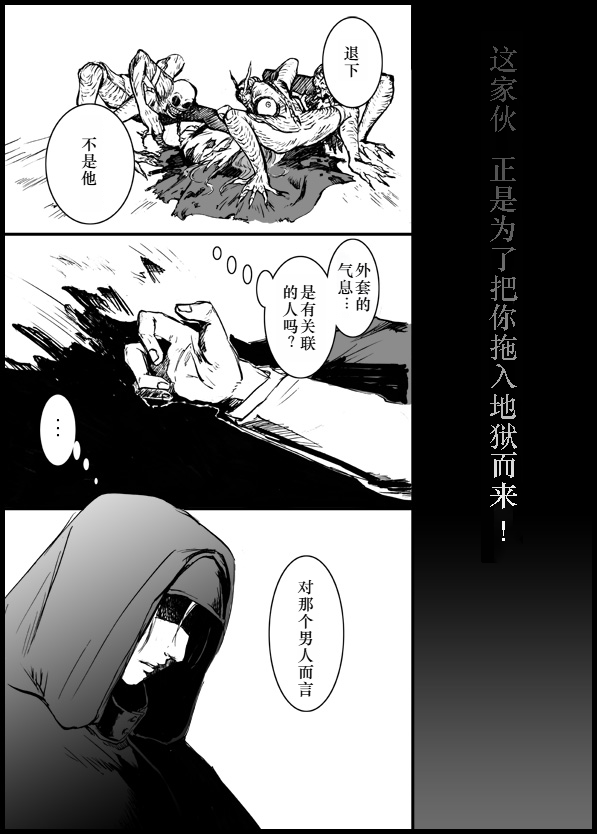 这家伙 正是为了把你拖入地狱而来！
退下
不是他
外套的
气息…
是有关联
的人吗？
…
对那个男人而言